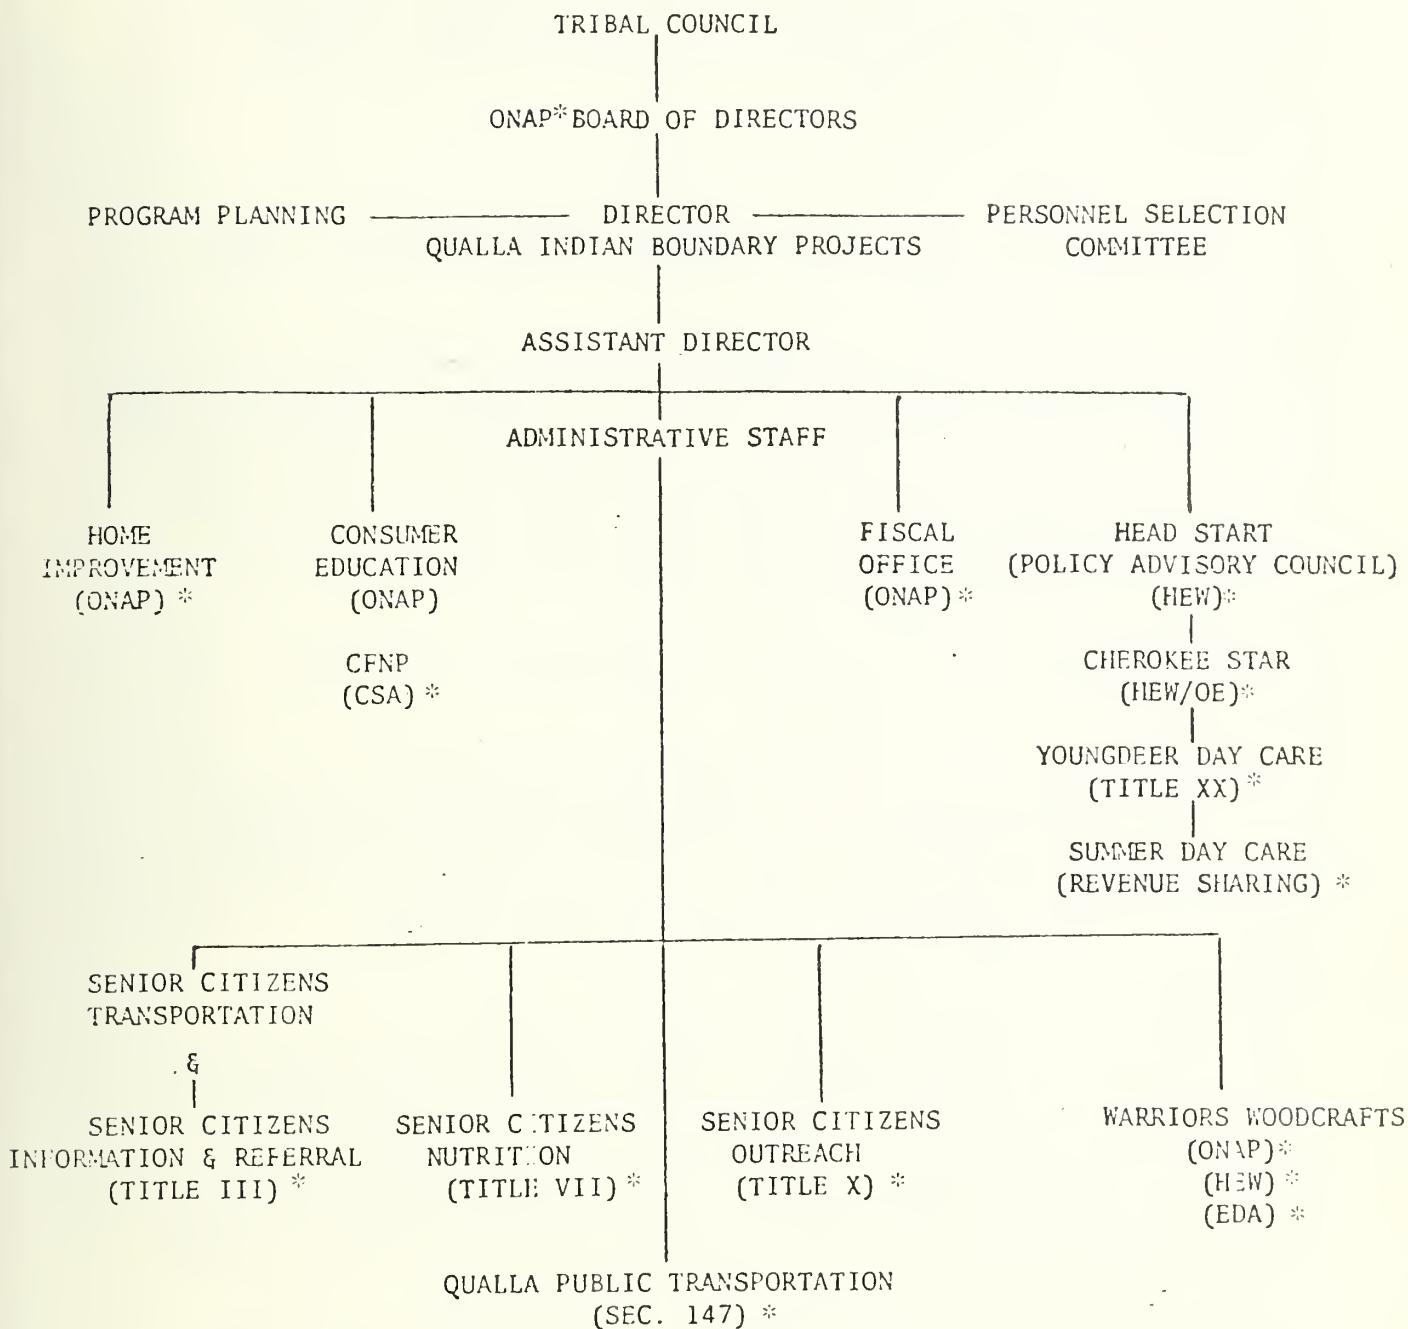 TRIBAL COUNCIL
ONAP* BOARD OF DIRECTORS
PROGRAM PLANNING
DIRECTOR
QUALLA INDIAN BOUNDARY PROJECTS
PERSONNEL SELECTION
COMMITTEE
ASSISTANT DIRECTOR
ADMINISTRATIVE STAFF
HOME
IMPROVEMENT
(ONAP) *
CONSUMER
EDUCATION
(ONAP)
CFNP
(CSA) *
FISCAL
OFFICE
(ONAP) *
HEAD START
(POLICY ADVISORY COUNCIL)
(HEW)*
CHEROKEE STAR
(HEW/OE)*
YOUNGDEER DAY CARE
(TITLE XX) *
SUMMER DAY CARE
(REVENUE SHARING) *
SENIOR CITIZENS
TRANSPORTATION
&
SENIOR CITIZENS
INFORMATION & REFERRAL
(TITLE III) *
SENIOR CITIZENS
NUTRITION
(TITLE VII) *
SENIOR CITIZENS
OUTREACH
(TITLE X) *
WARRIORS WOODCRAFTS
(ONAP)*
(HEW) *
(EDA) *
QUALLA PUBLIC TRANSPORTATION
(SEC. 147) *